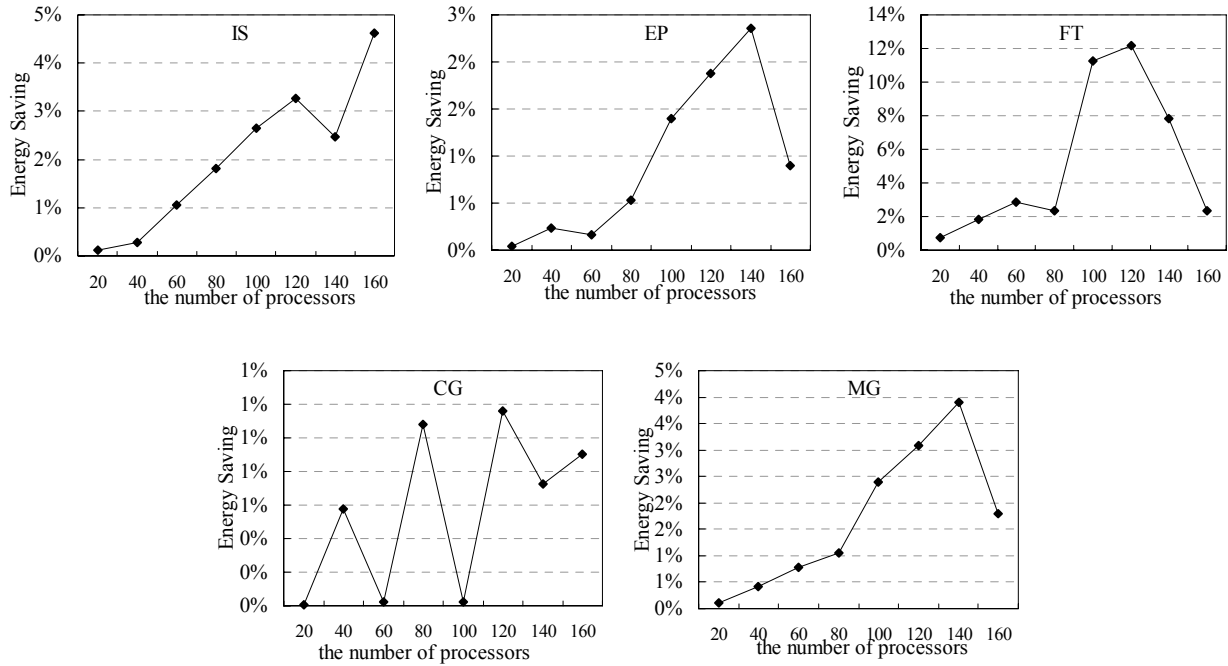 IS
Energy Saving
5%
4%
3%
2%
1%
0%
20 40 60 80 100 120 140 160
the number of processors
EP
Energy Saving
3%
2%
2%
1%
1%
0%
20 40 60 80 100 120 140 160
the number of processors
FT
Energy Saving
14%
12%
10%
8%
6%
4%
2%
0%
20 40 60 80 100 120 140 160
the number of processors
CG
Energy Saving
1%
1%
1%
1%
1%
0%
0%
0%
20 40 60 80 100 120 140 160
the number of processors
MG
Energy Saving
5%
4%
4%
3%
3%
2%
2%
1%
1%
0%
20 40 60 80 100 120 140 160
the number of processors